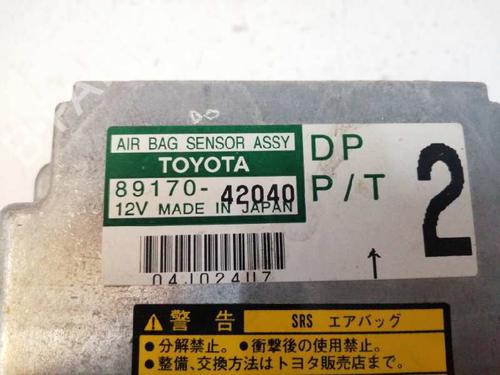 AIR BAG SENSOR ASSY
TOYOTA
89170-42040
12V MADE IN JAPAN
DP
P/T
2
↑
警告
SRS エアバッグ
●分解禁止。●衝撃後の使用禁止。
●整備、交換方法はトヨタ販売店まで。